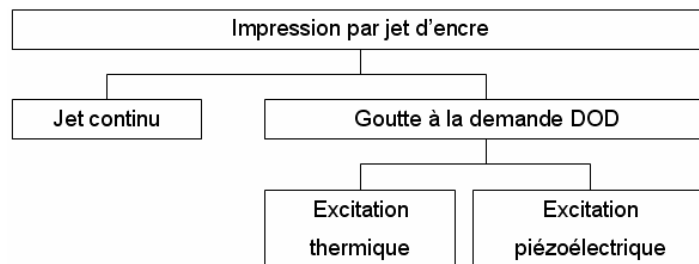 Impression par jet d'encre
Jet continu
Goutte à la demande DOD
Excitation
thermique
Excitation
piézoélectrique